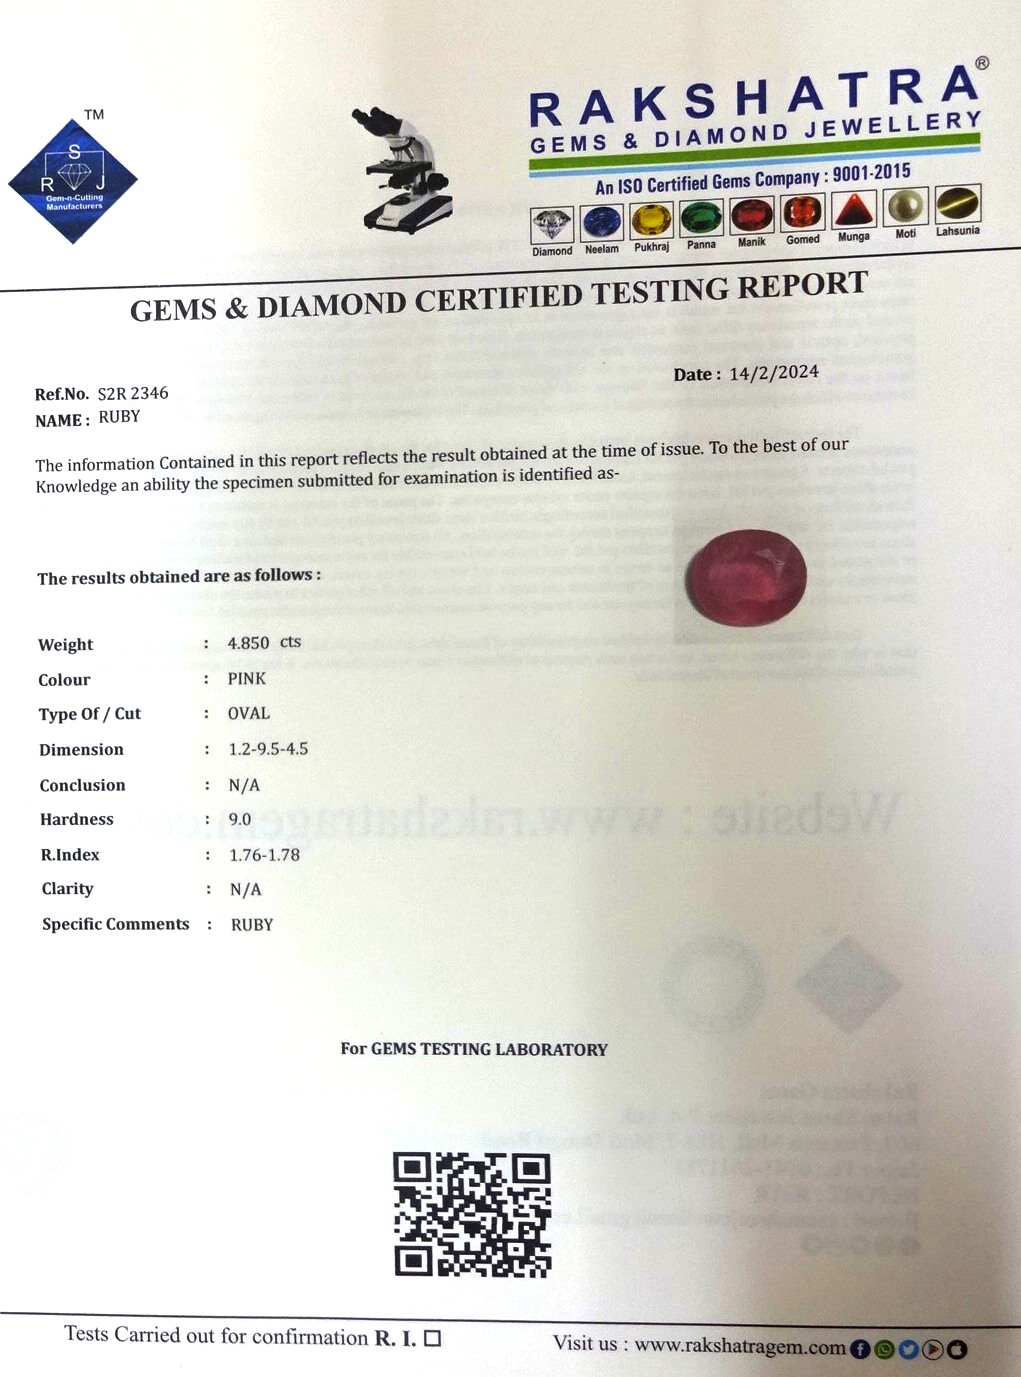 TM
S
R J
Gem-n-Cutting
Manufacturers
RAKSHATRA®
GEMS & DIAMOND JEWELLERY
An ISO Certified Gems Company : 9001-2015
Diamond Neelam Pukhraj Panna Manik Gomed Munga Moti Lahsunia
GEMS & DIAMOND CERTIFIED TESTING REPORT
Date : 14/2/2024
Ref.No. S2R 2346
NAME : RUBY
The information Contained in this report reflects the result obtained at the time of issue. To the best of our
Knowledge an ability the specimen submitted for examination is identified as-
The results obtained are as follows :
Weight : 4.850 cts
Colour : PINK
Type Of / Cut : OVAL
Dimension : 1.2-9.5-4.5
Conclusion : N/A
Hardness : 9.0
R.Index : 1.76-1.78
Clarity : N/A
Specific Comments : RUBY
Website : www.rakshatragem.co
For GEMS TESTING LABORATORY
Tests Carried out for confirmation R. I. ☐
Visit us : www.rakshatragem.com